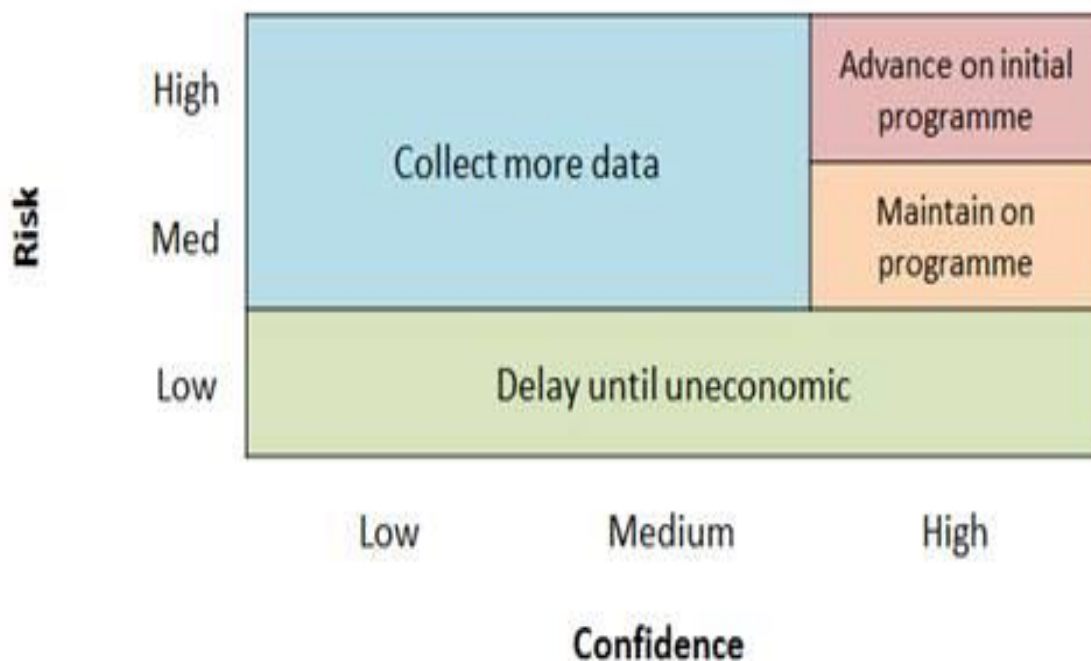 Risk
High
Med
Low
Collect more data
Advance on initial
programme
Maintain on
programme
Delay until uneconomic
Low
Medium
High
Confidence